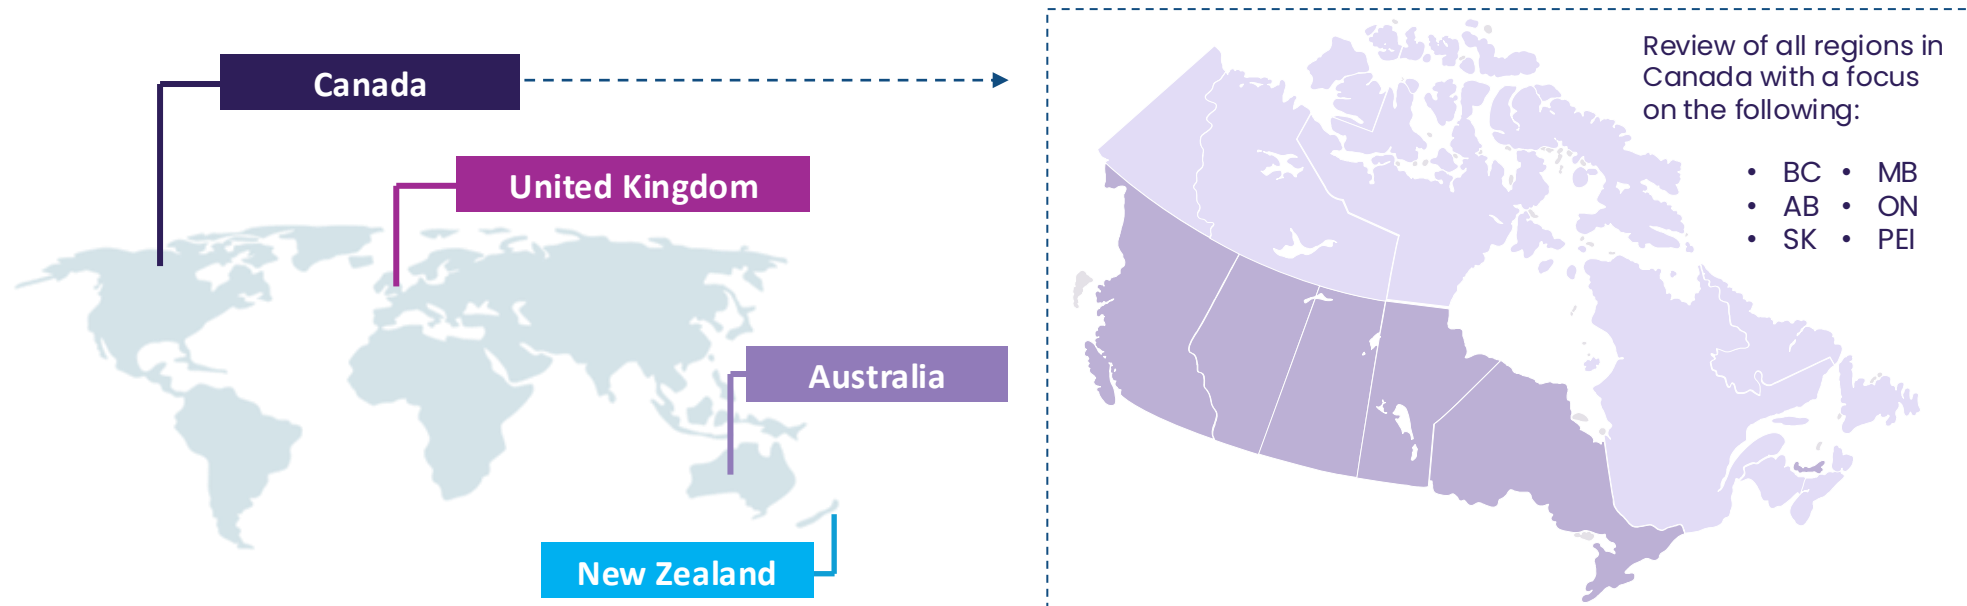 Canada
United Kingdom
Australia
New Zealand
Review of all regions in
Canada with a focus
on the following:
• BC • MB
• AB • ON
• SK • PEI